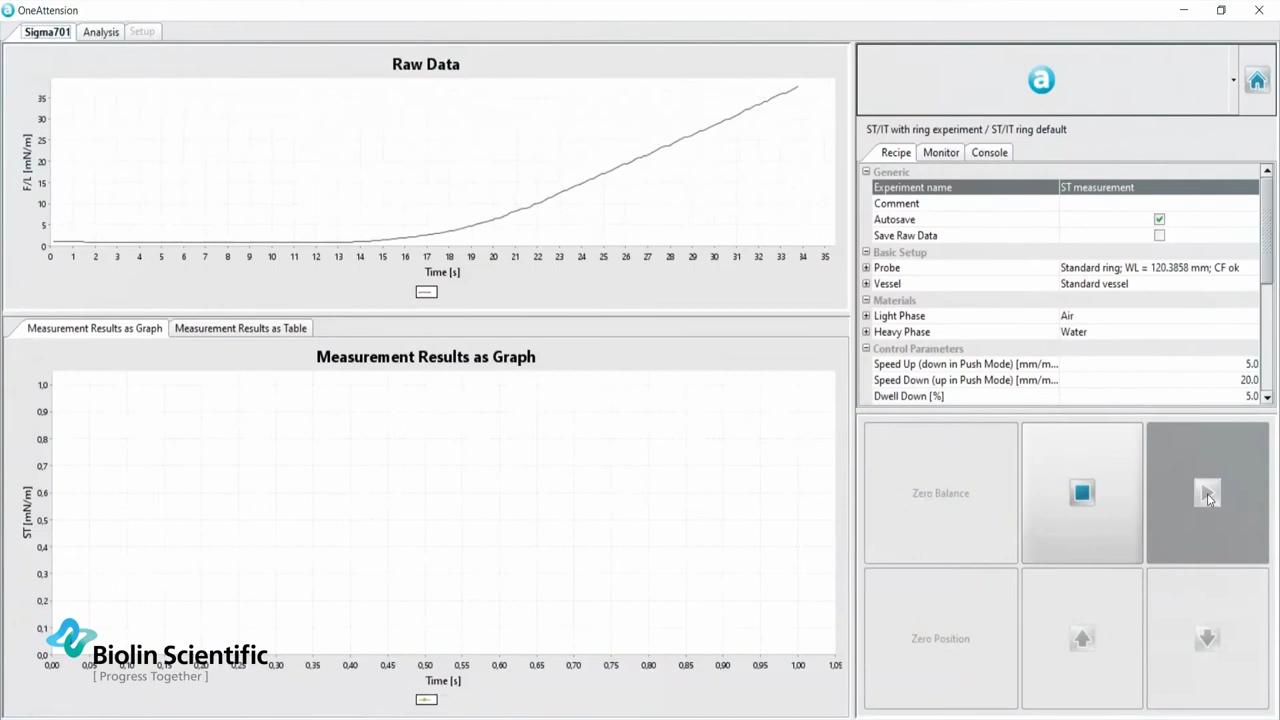 OneAttension
Sigma701 Analysis Setup
Raw Data
F/L [mN/m]
35
30
25
20
15
10
5
0
0 1 2 3 4 5 6 7 8 9 10 11 12 13 14 15 16 17 18 19 20 21 22 23 24 25 26 27 28 29 30 31 32 33 34 35
Time [s]
Measurement Results as Graph Measurement Results as Table
Measurement Results as Graph
ST [mN/m]
1,0
0,9
0,8
0,7
0,6
0,5
0,4
0,3
0,2
0,1
0,0
0,00 0,05 0,10 0,15 0,20 0,25 0,30 0,35 0,40 0,45 0,50 0,55 0,60 0,65 0,70 0,75 0,80 0,85 0,90 0,95 1,00 1,05
Time [s]
Biolin Scientific
[ Progress Together ]
a
ST/IT with ring experiment / ST/IT ring default
Recipe Monitor Console
Generic
Experiment name ST measurement
Comment
Autosave
Save Raw Data
Basic Setup
Probe Standard ring; WL = 120.3858 mm; CF ok
Vessel Standard vessel
Materials
Light Phase Air
Heavy Phase Water
Control Parameters
Speed Up (down in Push Mode) [mm/m... 5.0
Speed Down (up in Push Mode) [mm/m... 20.0
Dwell Down [%] 5.0
Zero Balance
Zero Position